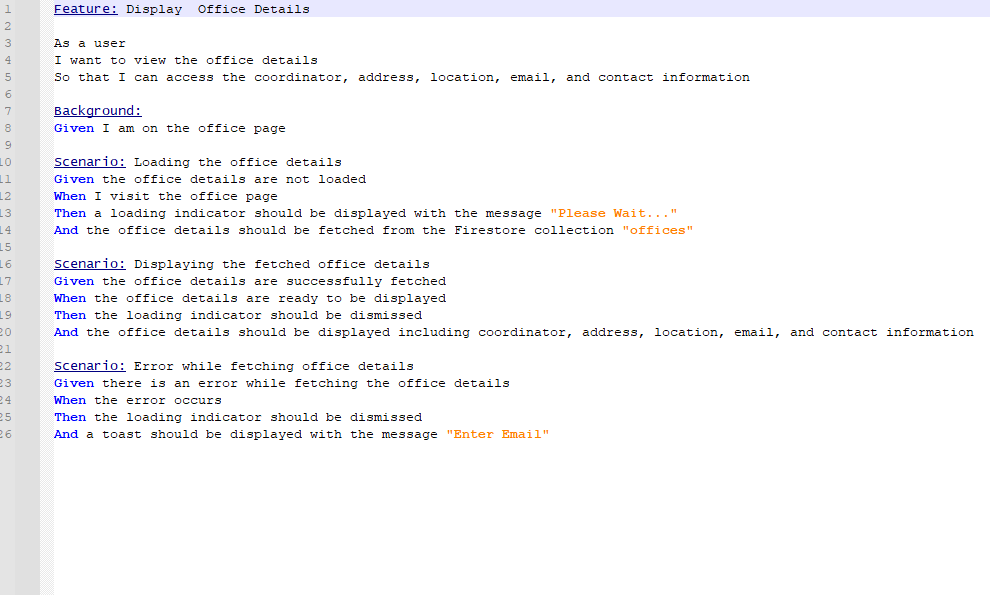 1 Feature: Display  Office Details
2
3 As a user
4 I want to view the office details
5 So that I can access the coordinator, address, location, email, and contact information
6
7 Background:
8 Given I am on the office page
9
10 Scenario: Loading the office details
11 Given the office details are not loaded
12 When I visit the office page
13 Then a loading indicator should be displayed with the message "Please Wait..."
14 And the office details should be fetched from the Firestore collection "offices"
15
16 Scenario: Displaying the fetched office details
17 Given the office details are successfully fetched
18 When the office details are ready to be displayed
19 Then the loading indicator should be dismissed
20 And the office details should be displayed including coordinator, address, location, email, and contact information
21
22 Scenario: Error while fetching office details
23 Given there is an error while fetching the office details
24 When the error occurs
25 Then the loading indicator should be dismissed
26 And a toast should be displayed with the message "Enter Email"